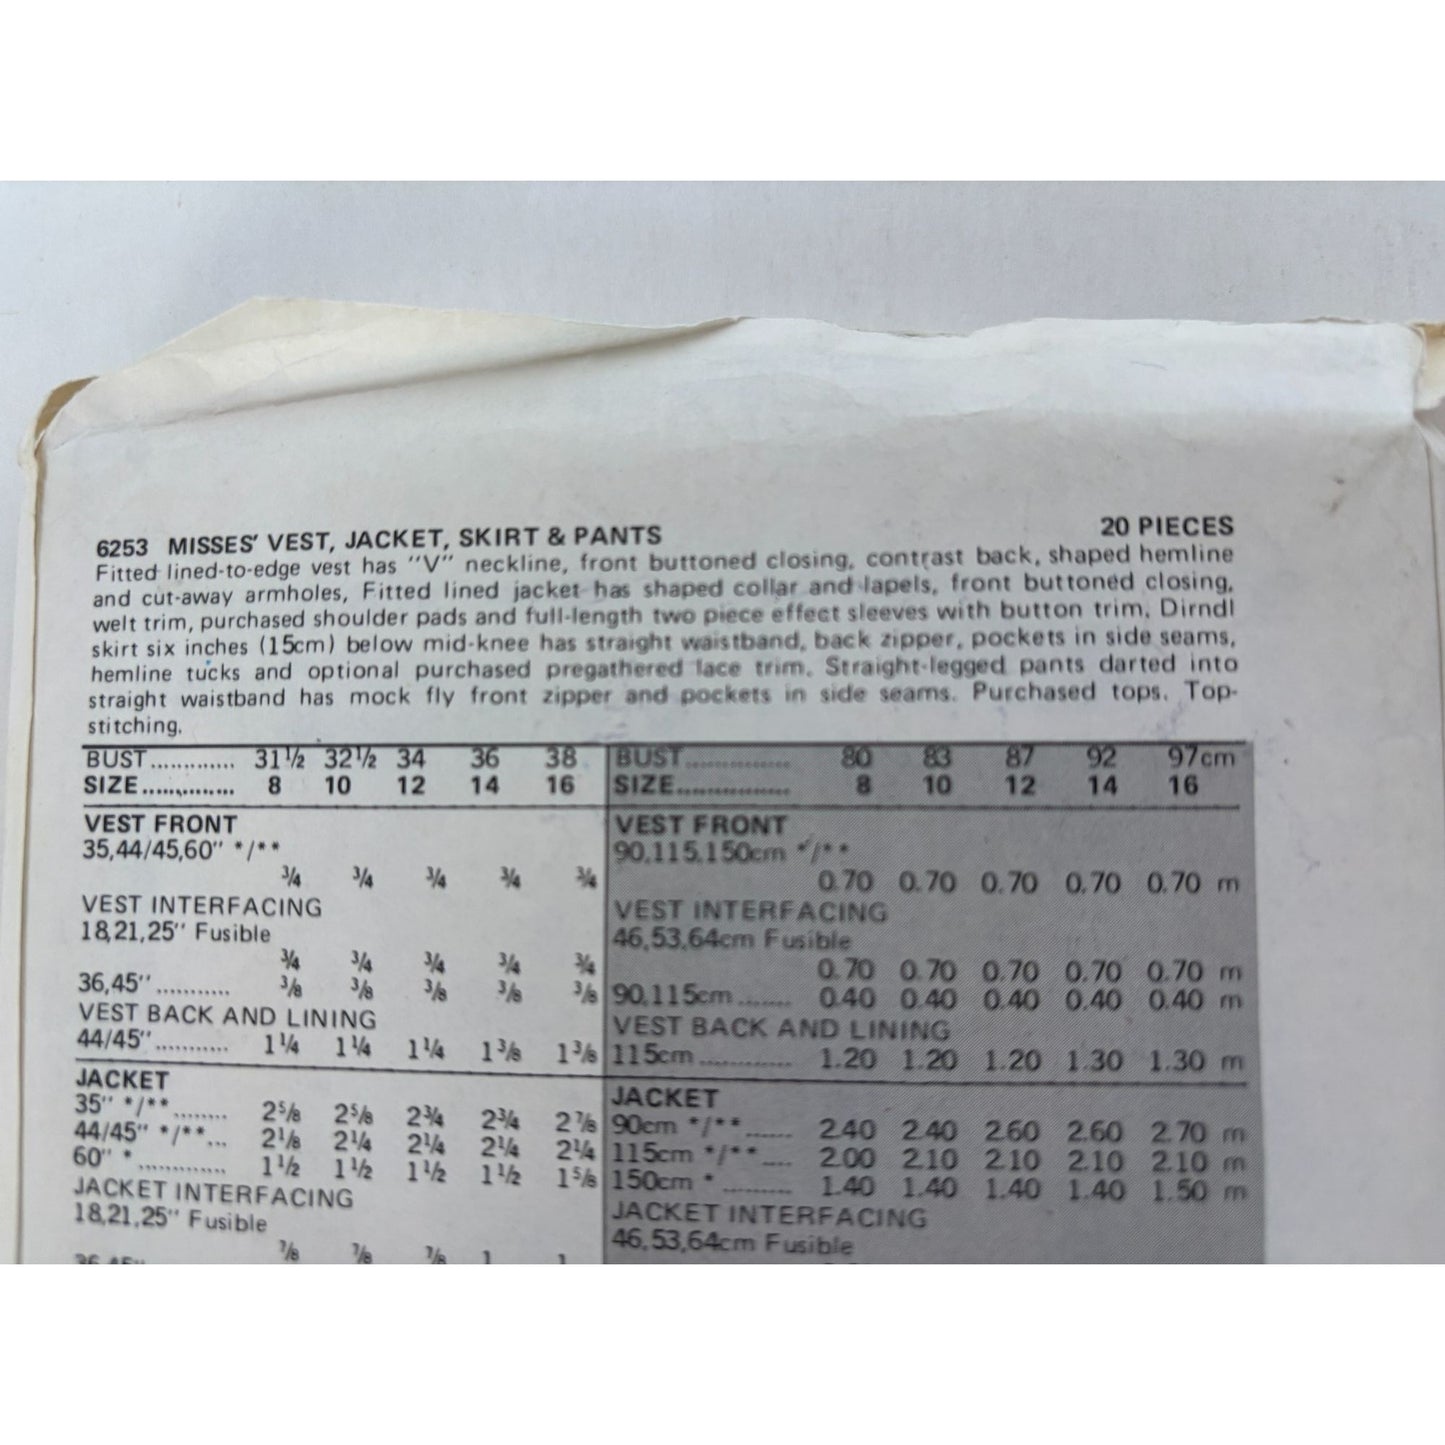 6253 MISSES' VEST, JACKET, SKIRT & PANTS 20 PIECES
Fitted lined-to-edge vest has "V" neckline, front buttoned closing, contrast back, shaped hemline
and cut-away armholes, Fitted lined jacket has shaped collar and lapels, front buttoned closing,
welt trim, purchased shoulder pads and full-length two piece effect sleeves with button trim. Dirndl
skirt six inches (15cm) below mid-knee has straight waistband, back zipper, pockets in side seams,
hemline tucks and optional purchased pregathered lace trim. Straight-legged pants darted into
straight waistband has mock fly front zipper and pockets in side seams. Purchased tops. Top-
stitching.
BUST............. 31½ 32½ 34 36 38
SIZE.............. 8 10 12 14 16
VEST FRONT
35,44/45,60" */**
¾ ¾ ¾ ¾ ¾
VEST INTERFACING
18,21,25" Fusible
¾ ¾ ¾ ¾ ¾
36,45" ........... ⅜ ⅜ ⅜ ⅜ ⅜
VEST BACK AND LINING
44/45" ........... 1¼ 1¼ 1¼ 1⅜ 1⅜
JACKET
35" */** ........ 2⅝ 2⅝ 2¾ 2¾ 2⅞
44/45" */** ... 2⅛ 2¼ 2¼ 2¼ 2¼
60" * ............. 1½ 1½ 1½ 1½ 1⅝
JACKET INTERFACING
18,21,25" Fusible
⅞ ⅞ ⅞ 1 1
36,45"
BUST............... 80 83 87 92 97cm
SIZE................ 8 10 12 14 16
VEST FRONT
90,115,150cm */**
0.70 0.70 0.70 0.70 0.70 m
VEST INTERFACING
46,53,64cm Fusible
0.70 0.70 0.70 0.70 0.70 m
90,115cm ....... 0.40 0.40 0.40 0.40 0.40 m
VEST BACK AND LINING
115cm ............ 1.20 1.20 1.20 1.30 1.30 m
JACKET
90cm */** ...... 2.40 2.40 2.60 2.60 2.70 m
115cm */** .... 2.00 2.10 2.10 2.10 2.10 m
150cm * ......... 1.40 1.40 1.40 1.40 1.50 m
JACKET INTERFACING
46,53,64cm Fusible